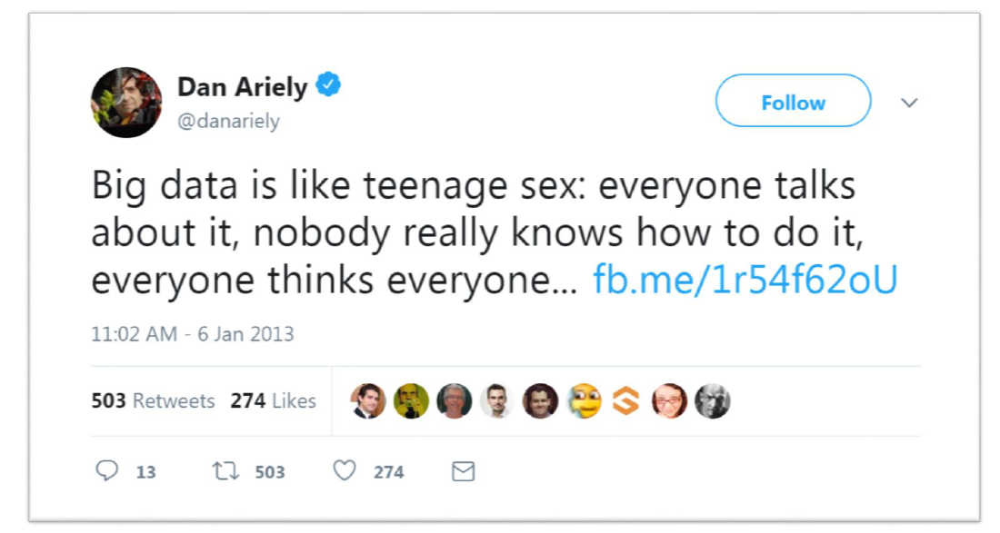 Dan Ariely
@danariely
Follow
Big data is like teenage sex: everyone talks
about it, nobody really knows how to do it,
everyone thinks everyone... fb.me/1r54f62oU
11:02 AM - 6 Jan 2013
503 Retweets 274 Likes
13 503 274